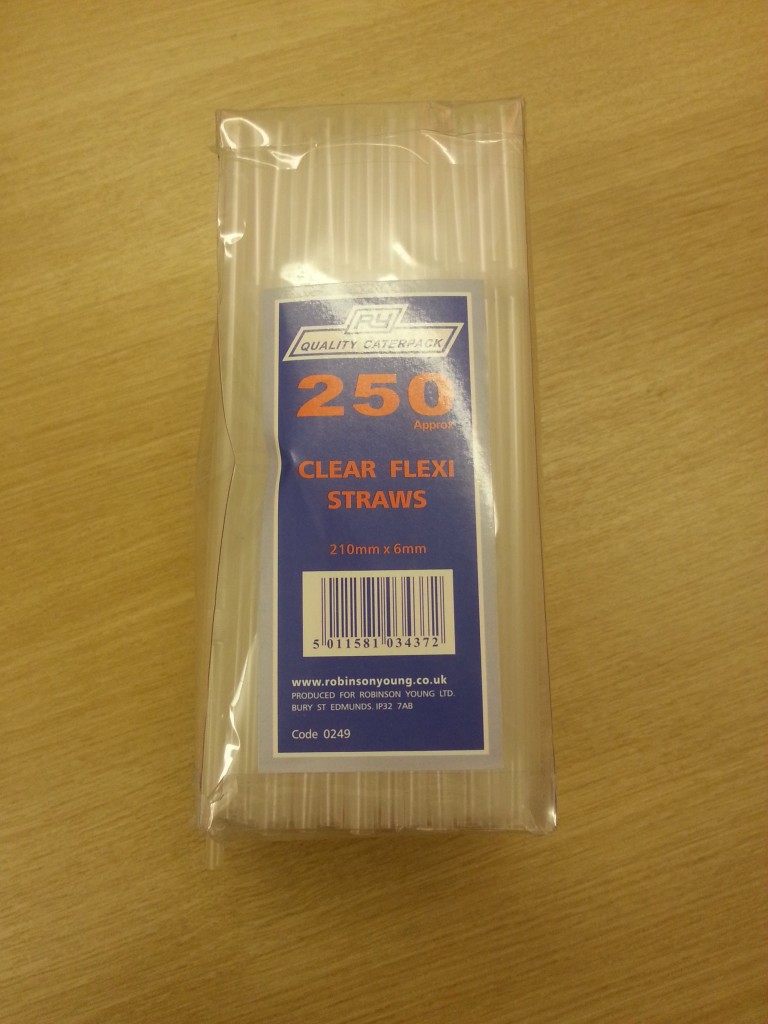 RY
QUALITY CATERPACK
250
Approx
CLEAR FLEXI
STRAWS
210mm x 6mm
5 011581 034372
www.robinsonyoung.co.uk
PRODUCED FOR ROBINSON YOUNG LTD.
BURY ST EDMUNDS. IP32 7AB
Code 0249